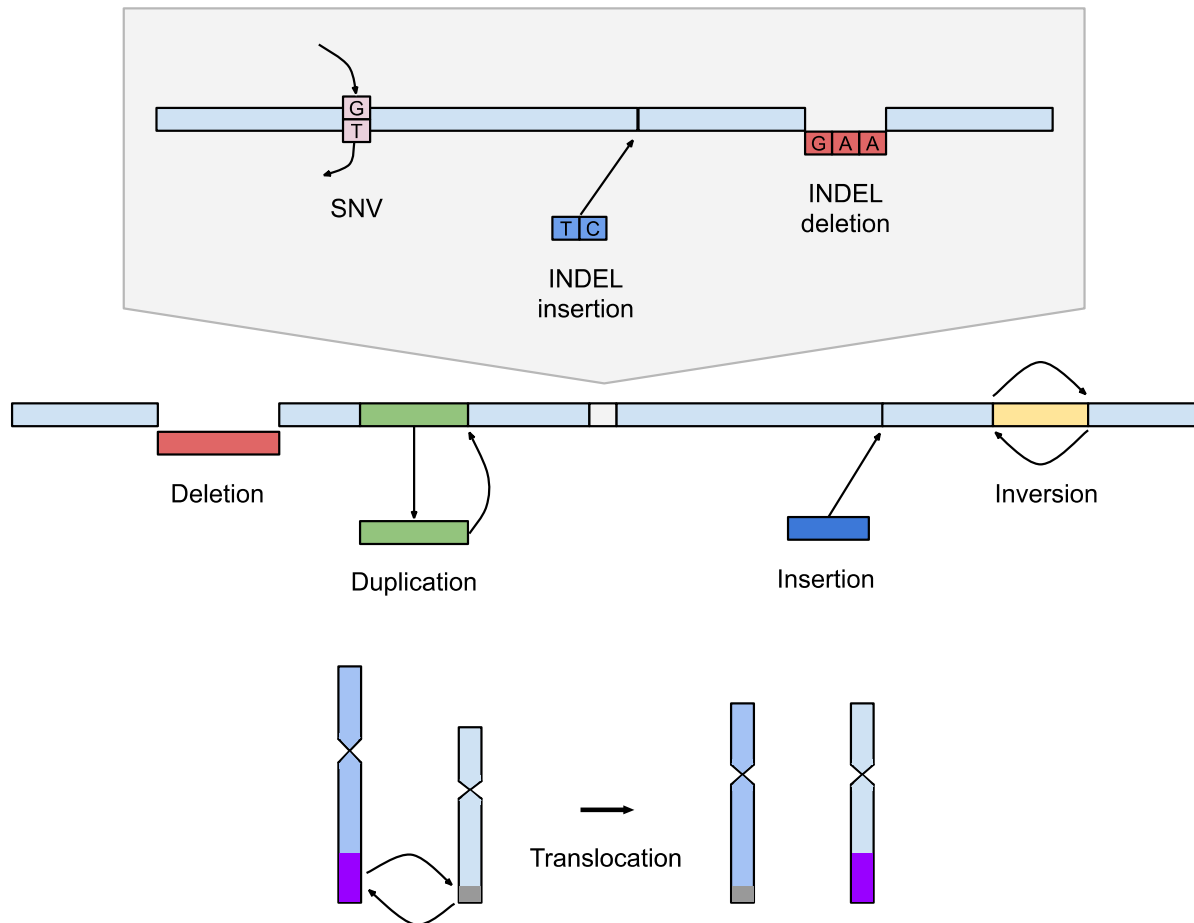 G
T
SNV
T C
INDEL
insertion
G A A
INDEL
deletion
Deletion
Duplication
Insertion
Inversion
Translocation